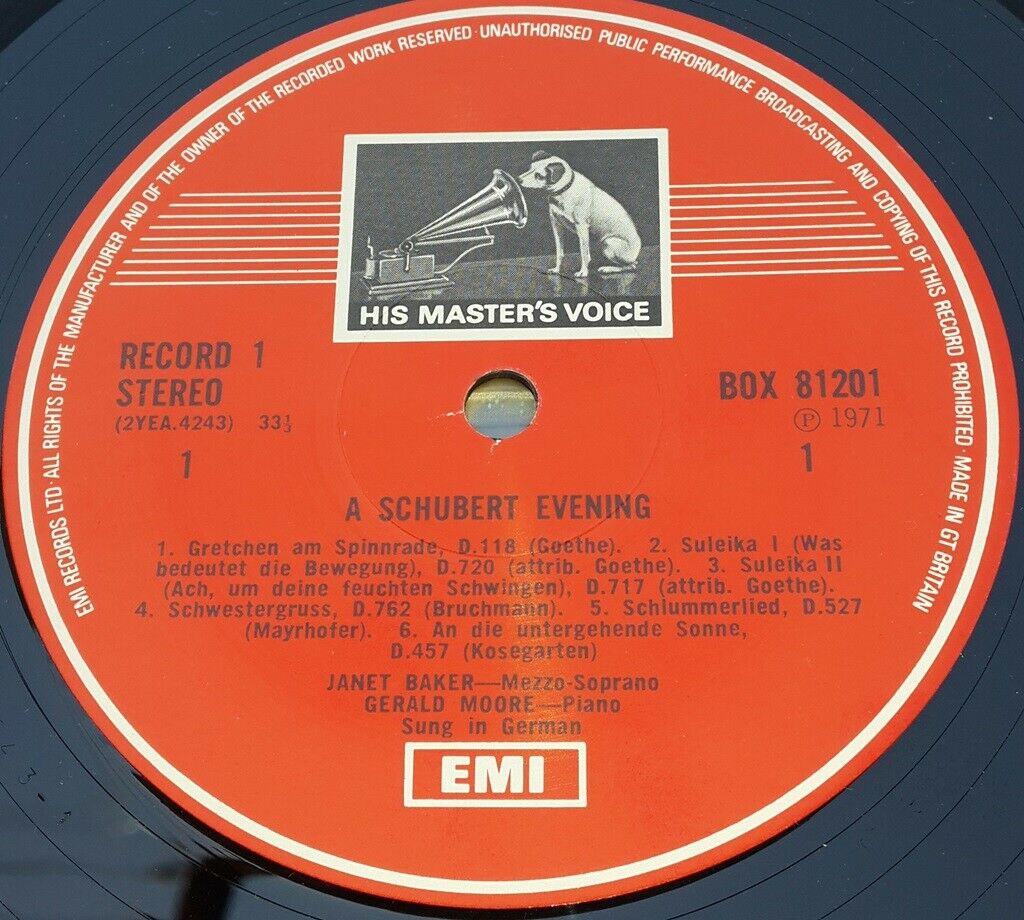 EMI RECORDS LTD · ALL RIGHTS OF THE MANUFACTURER AND OF THE OWNER OF THE RECORDED WORK RESERVED · UNAUTHORISED PUBLIC PERFORMANCE BROADCASTING AND COPYING OF THIS RECORD PROHIBITED · MADE IN GT BRITAIN
HIS MASTER'S VOICE
RECORD 1
STEREO
(2YEA.4243) 33⅓
1
BOX 81201
Ⓟ 1971
1
A SCHUBERT EVENING
1. Gretchen am Spinnrade, D.118 (Goethe). 2. Suleika I (Was
bedeutet die Bewegung), D.720 (attrib. Goethe). 3. Suleika II
(Ach, um deine feuchten Schwingen), D.717 (attrib. Goethe).
4. Schwestergruss, D.762 (Bruchmann). 5. Schlummerlied, D.527
(Mayrhofer). 6. An die untergehende Sonne,
D.457 (Kosegarten)
JANET BAKER—Mezzo-Soprano
GERALD MOORE—Piano
Sung in German
EMI